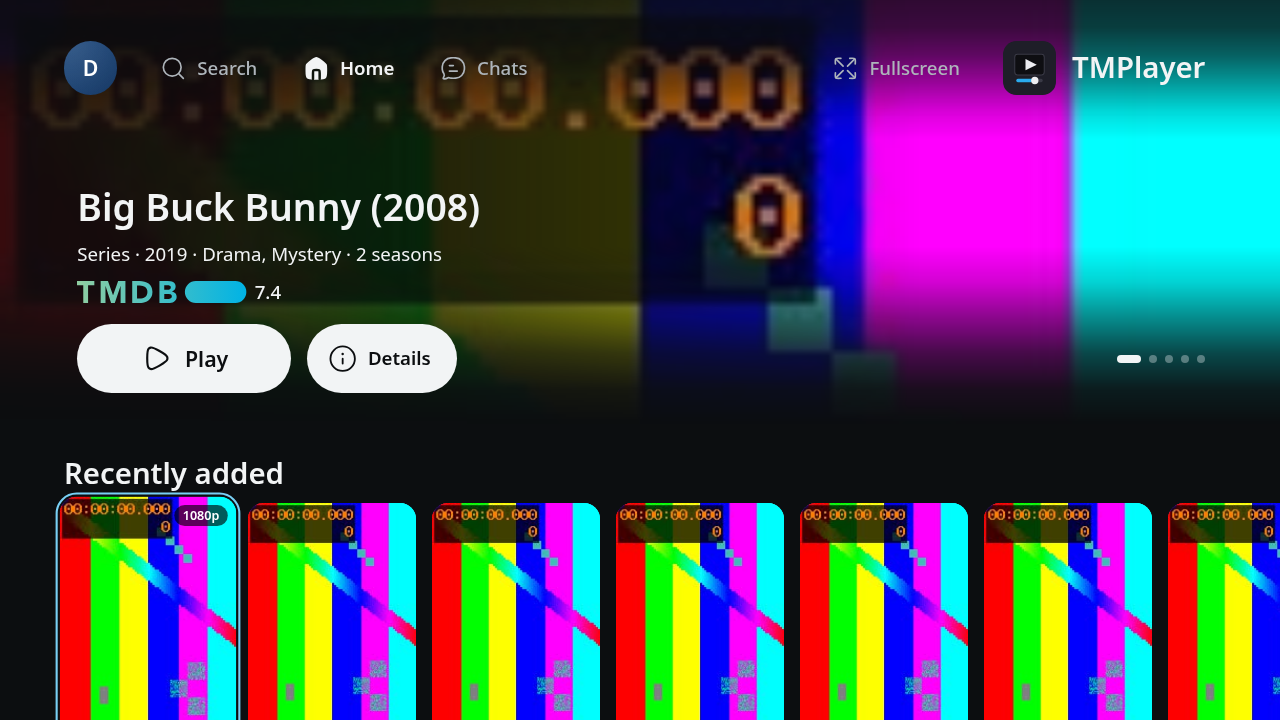 D
Search
Home
Chats
Fullscreen
TMPlayer
00:00:00.000
0
Big Buck Bunny (2008)
Series · 2019 · Drama, Mystery · 2 seasons
TMDB 7.4
Play
Details
Recently added
00:00:00.000
0
1080p
00:00:00.000
0
00:00:00.000
0
00:00:00.000
0
00:00:00.000
0
00:00:00.000
0
00:00:00.000
0